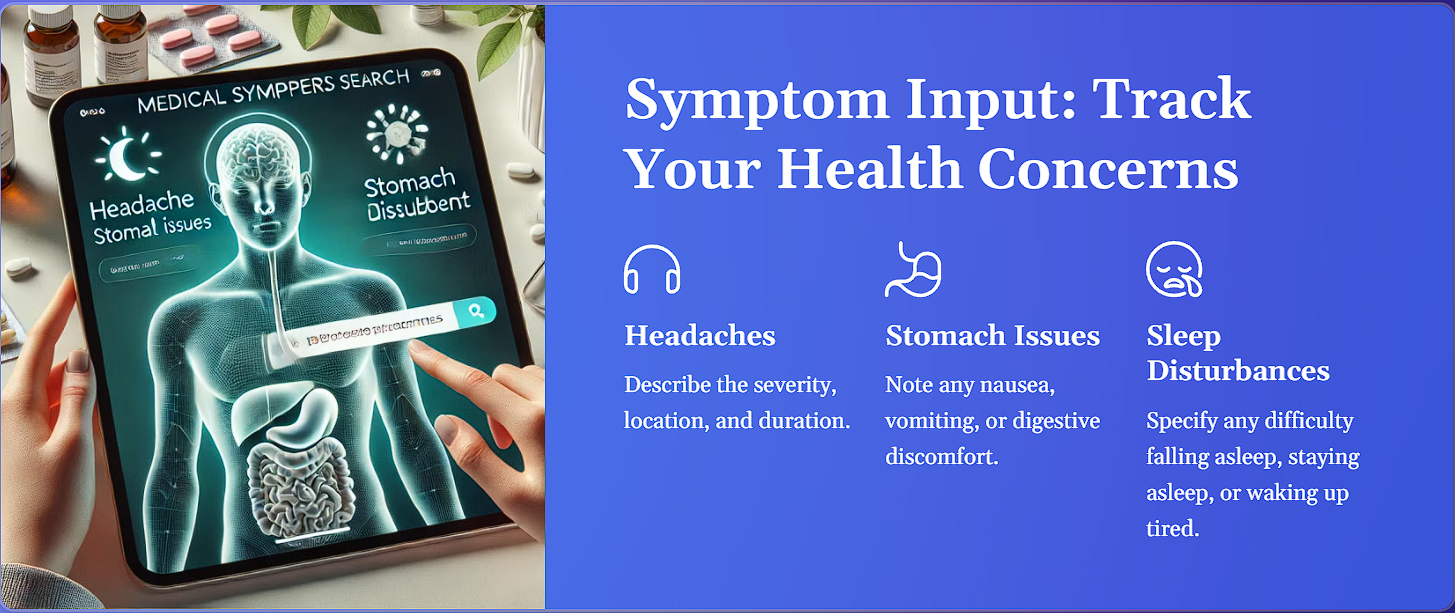 MEDICAL SYMPPERS SEARCH
Headache
Stomal issues
Stomach
Dissutbent
Symptom Input: Track
Your Health Concerns
Headaches
Describe the severity,
location, and duration.
Stomach Issues
Note any nausea,
vomiting, or digestive
discomfort.
Sleep
Disturbances
Specify any difficulty
falling asleep, staying
asleep, or waking up
tired.